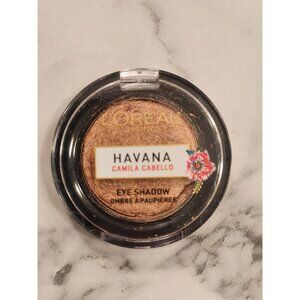 L'ORÉAL
HAVANA
CAMILA CABELLO
EYE SHADOW
OMBRE À PAUPIÈRES